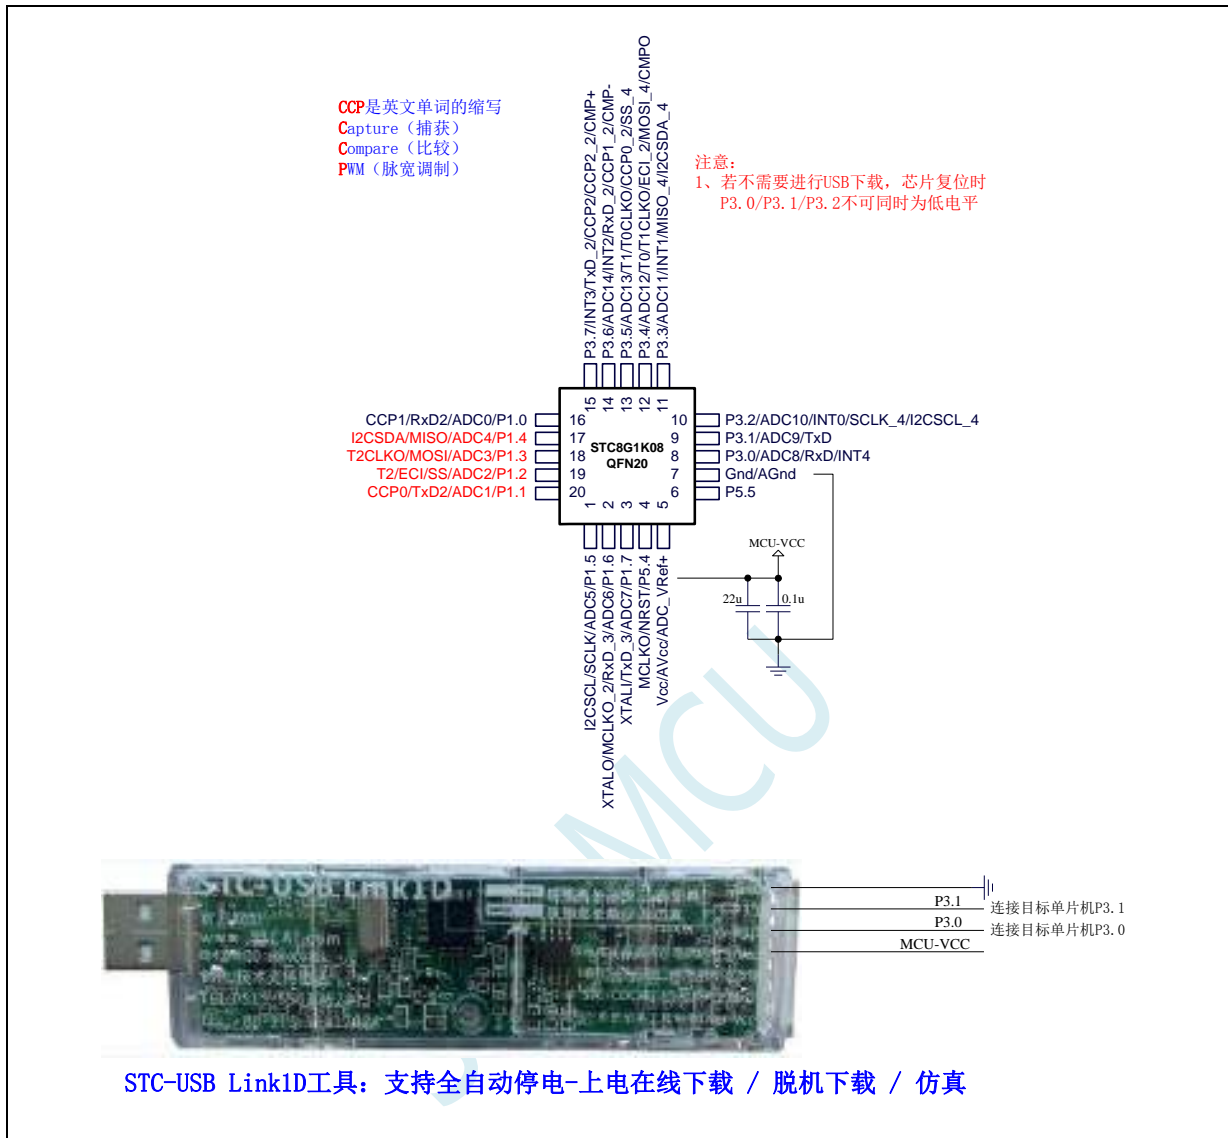 CCP是英文单词的缩写
Capture（捕获）
Compare（比较）
PWM（脉宽调制）
注意：
1、若不需要进行USB下载，芯片复位时
P3.0/P3.1/P3.2不可同时为低电平
P3.7/INT3/TxD_2/CCP2/CCP2_2/CMP+
P3.6/ADC14/INT2/RxD_2/CCP1_2/CMP-
P3.5/ADC13/T1/T0CLKO/CCP0_2/SS_4
P3.4/ADC12/T0/T1CLKO/ECI_2/MOSI_4/CMPO
P3.3/ADC11/INT1/MISO_4/I2CSDA_4
15
14
13
12
11
CCP1/RxD2/ADC0/P1.0 16
I2CSDA/MISO/ADC4/P1.4 17
T2CLKO/MOSI/ADC3/P1.3 18
T2/ECI/SS/ADC2/P1.2 19
CCP0/TxD2/ADC1/P1.1 20
STC8G1K08
QFN20
10 P3.2/ADC10/INT0/SCLK_4/I2CSCL_4
9 P3.1/ADC9/TxD
8 P3.0/ADC8/RxD/INT4
7 Gnd/AGnd
6 P5.5
1
2
3
4
5
I2CSCL/SCLK/ADC5/P1.5
XTALO/MCLKO_2/RxD_3/ADC6/P1.6
XTALI/TxD_3/ADC7/P1.7
MCLKO/NRST/P5.4
Vcc/AVcc/ADC_VRef+
MCU-VCC
22u
0.1u
MCU
STC-USB Link1D
P3.1 连接目标单片机P3.1
P3.0 连接目标单片机P3.0
MCU-VCC
STC-USB Link1D工具：支持全自动停电-上电在线下载 / 脱机下载 / 仿真